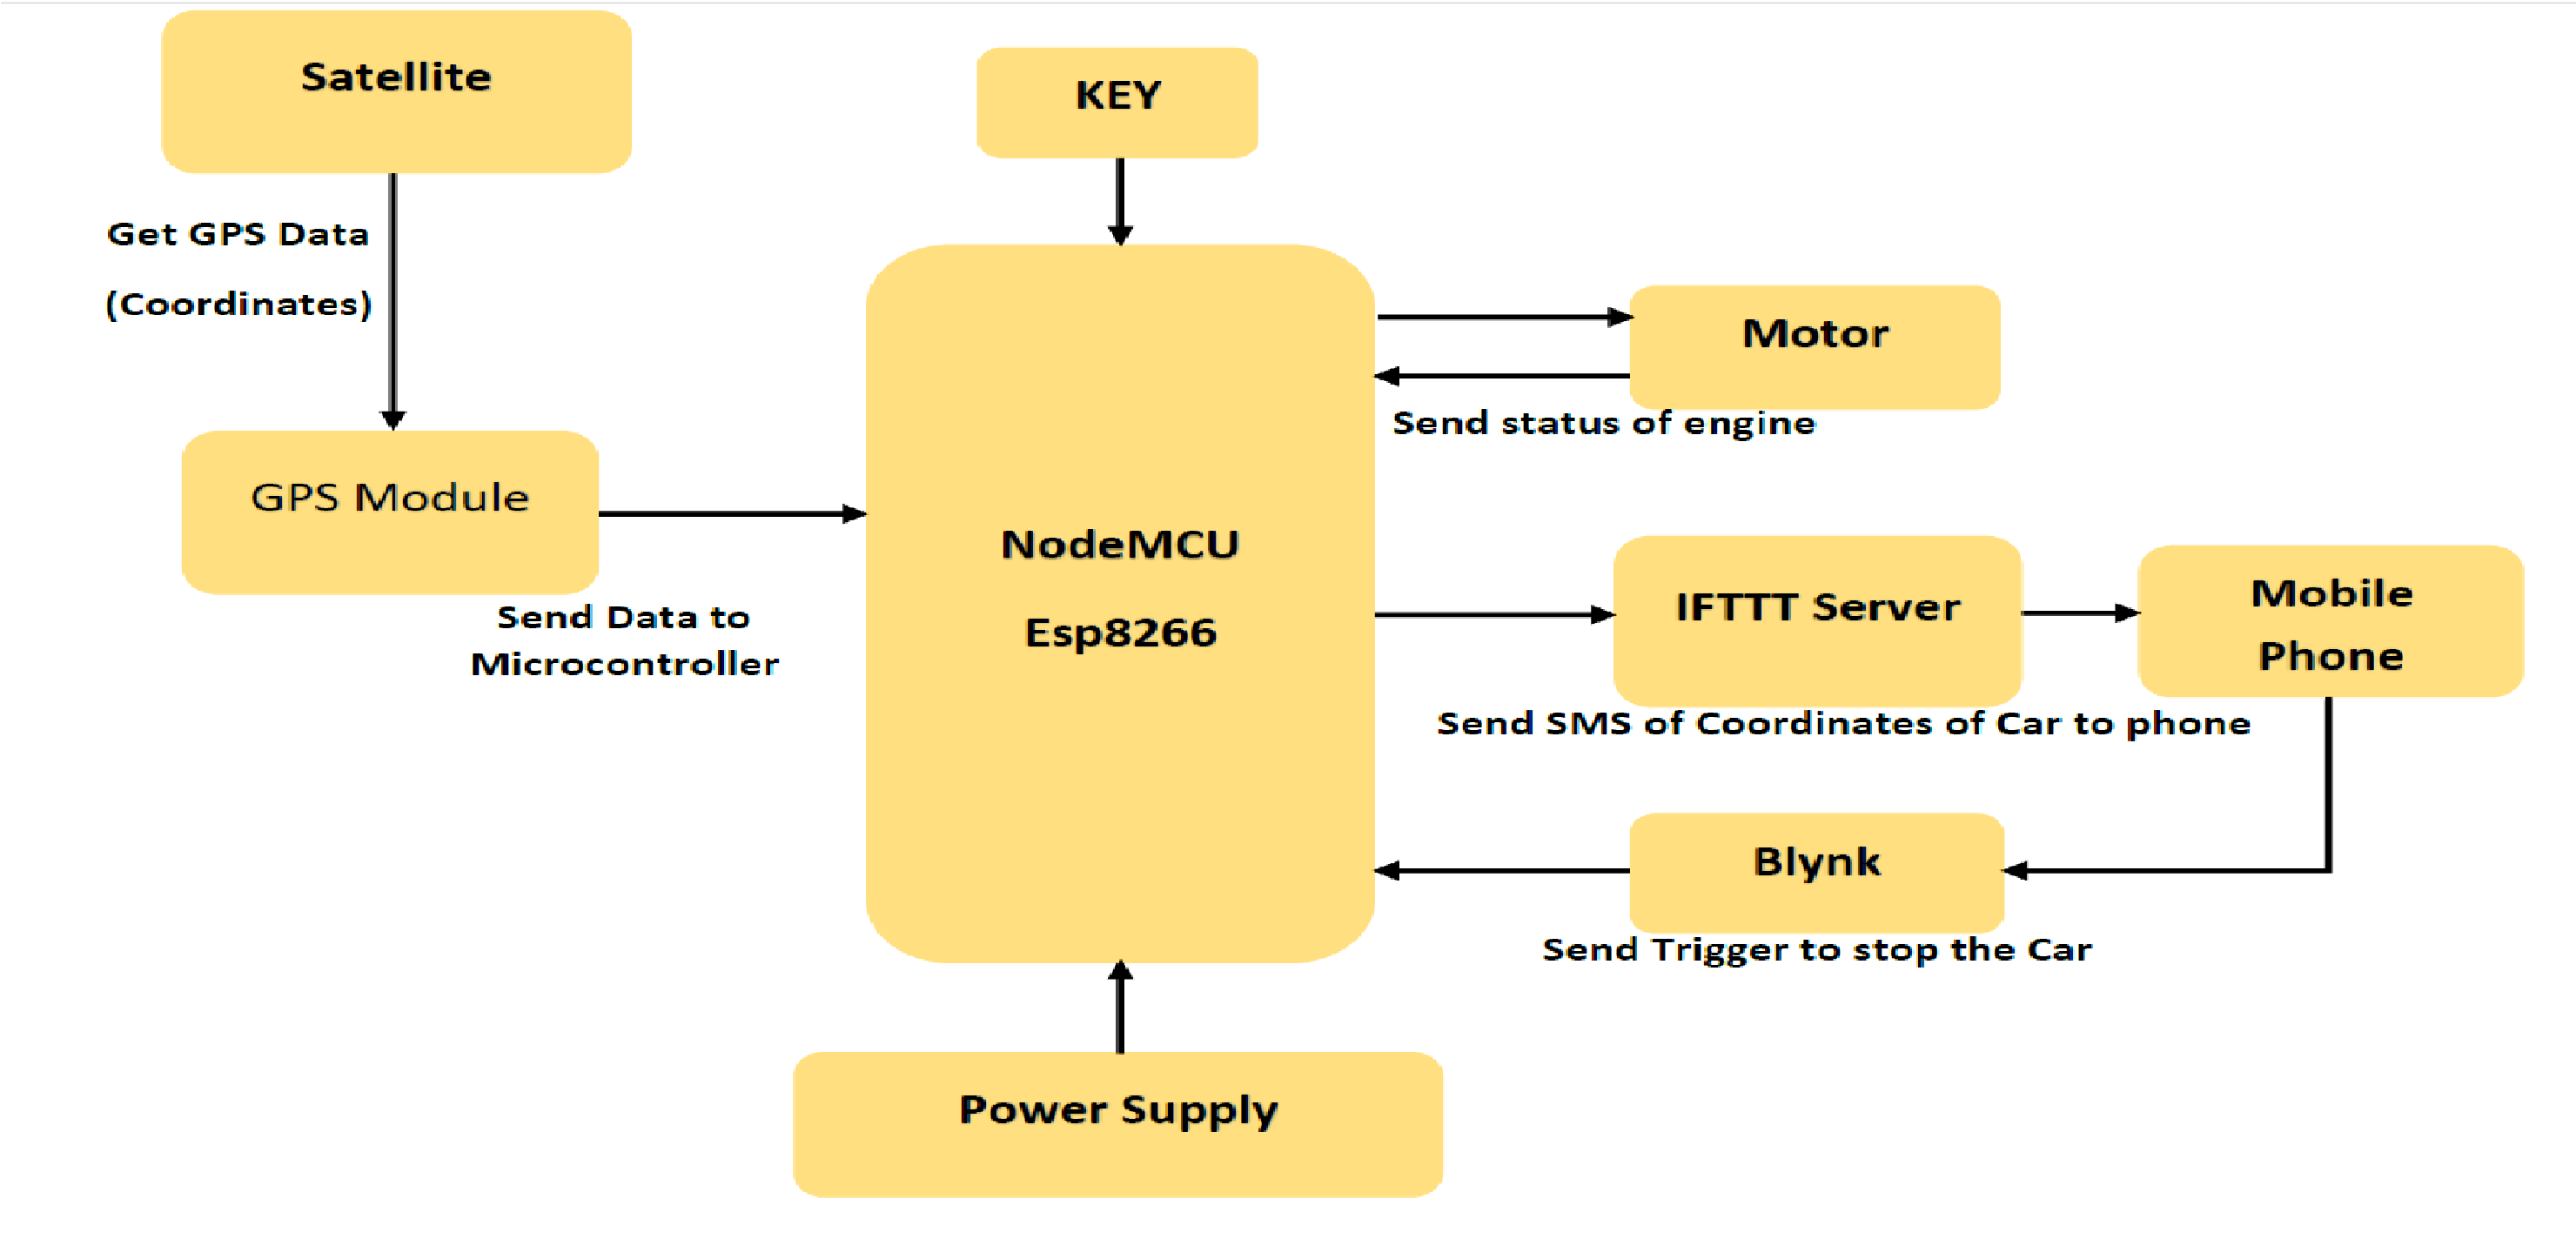 Satellite
KEY
Get GPS Data
(Coordinates)
Motor
Send status of engine
GPS Module
Send Data to
Microcontroller
NodeMCU
Esp8266
IFTTT Server
Mobile
Phone
Send SMS of Coordinates of Car to phone
Blynk
Send Trigger to stop the Car
Power Supply